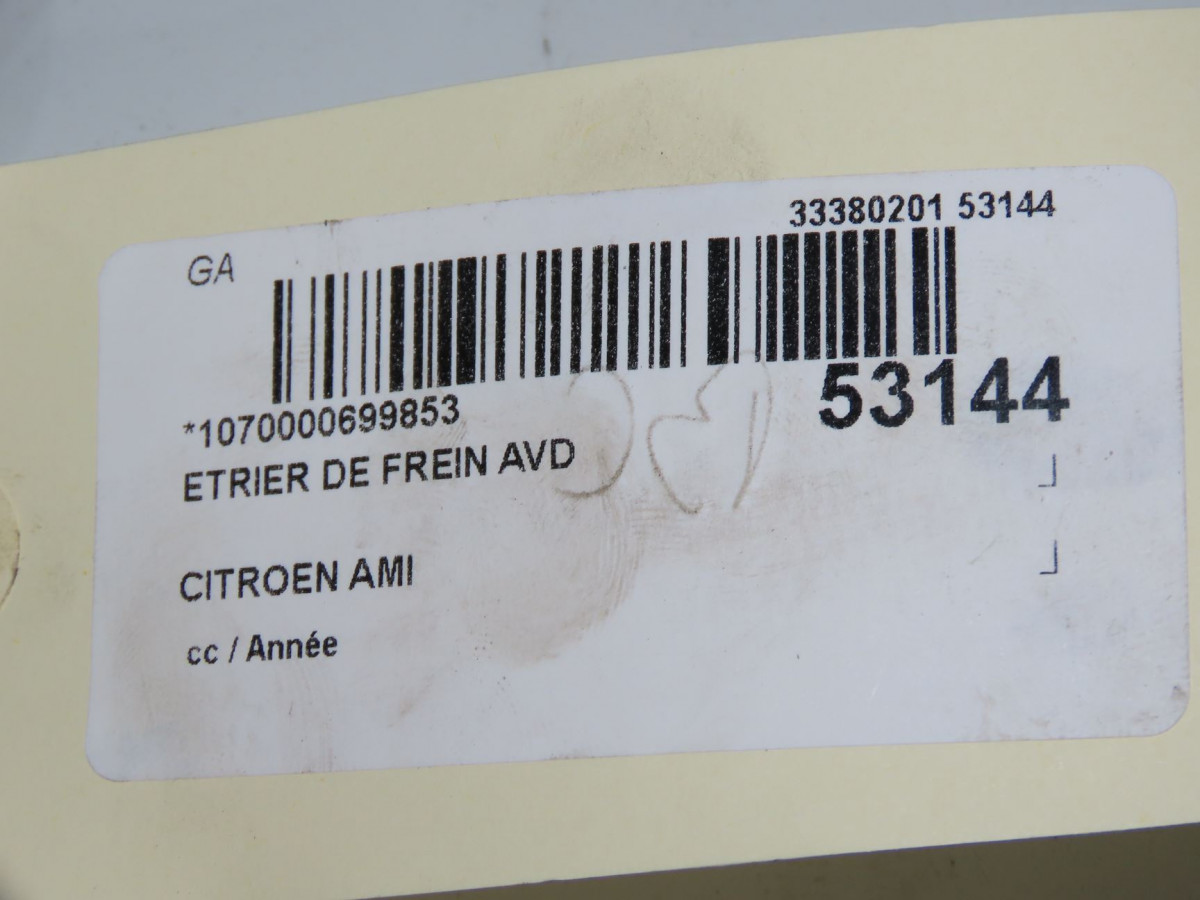 33380201 53144
GA
53144
*1070000699853
ETRIER DE FREIN AVD
CITROEN AMI
cc / Année